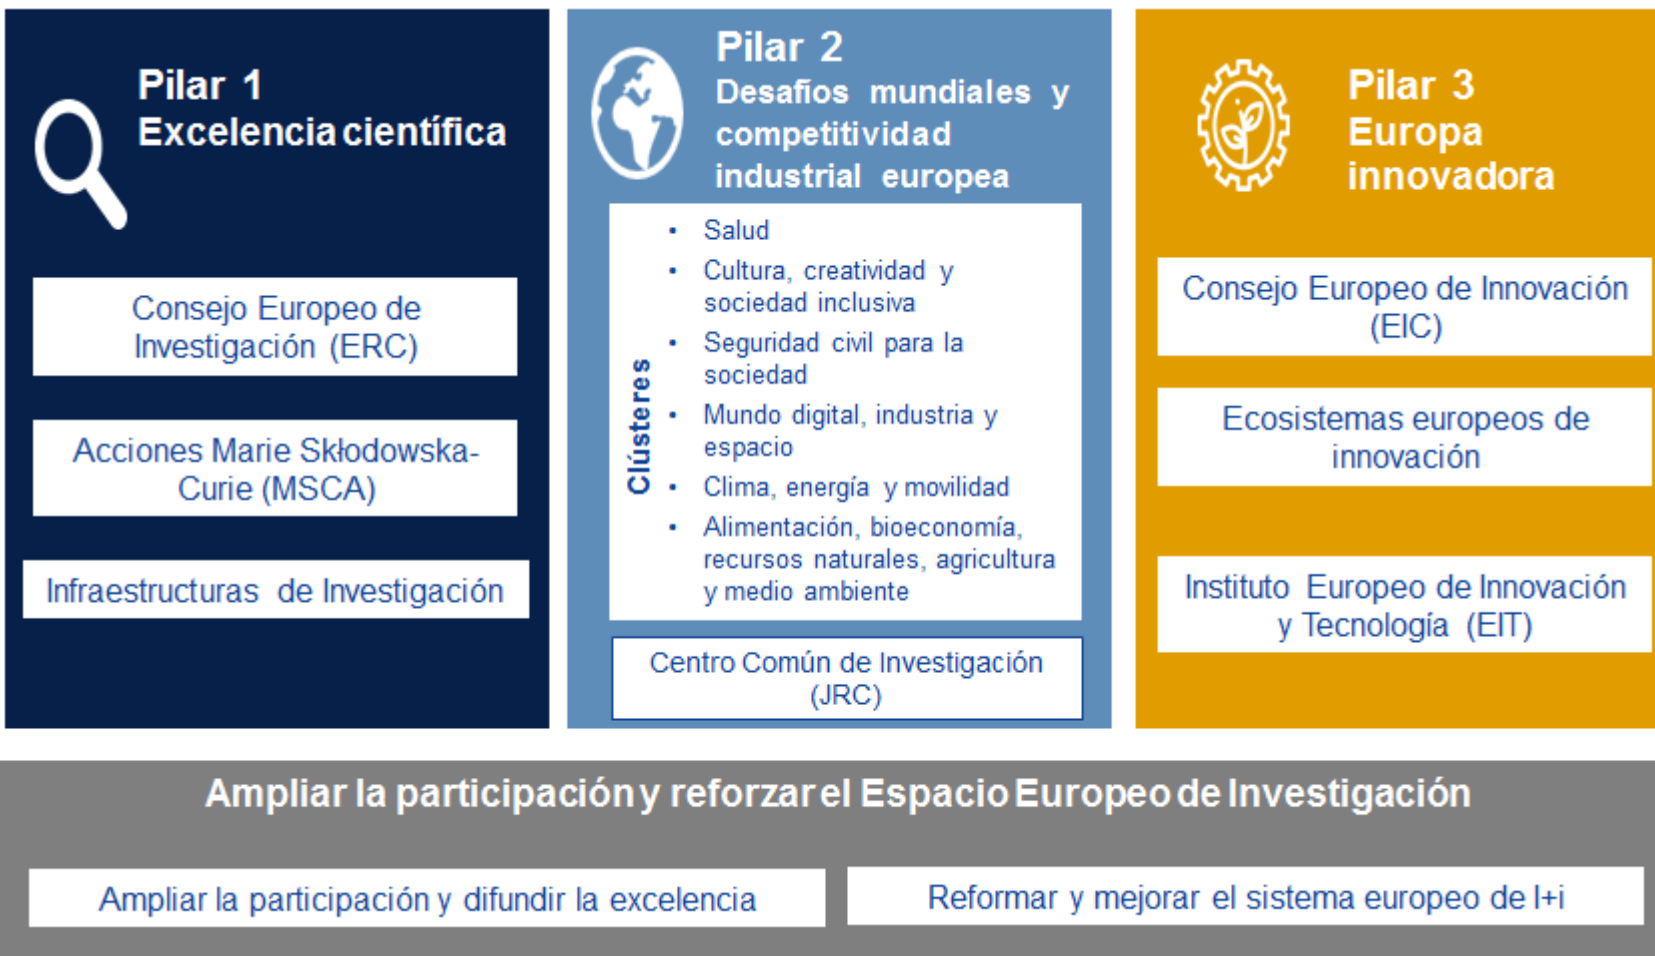 Pilar 1
Excelencia científica
Consejo Europeo de
Investigación (ERC)
Acciones Marie Skłodowska-
Curie (MSCA)
Infraestructuras de Investigación
Pilar 2
Desafíos mundiales y
competitividad
industrial europea
Clústeres
• Salud
• Cultura, creatividad y
sociedad inclusiva
• Seguridad civil para la
sociedad
• Mundo digital, industria y
espacio
• Clima, energía y movilidad
• Alimentación, bioeconomía,
recursos naturales, agricultura
y medio ambiente
Centro Común de Investigación
(JRC)
Pilar 3
Europa
innovadora
Consejo Europeo de Innovación
(EIC)
Ecosistemas europeos de
innovación
Instituto Europeo de Innovación
y Tecnología (EIT)
Ampliar la participación y reforzar el Espacio Europeo de Investigación
Ampliar la participación y difundir la excelencia
Reformar y mejorar el sistema europeo de I+i